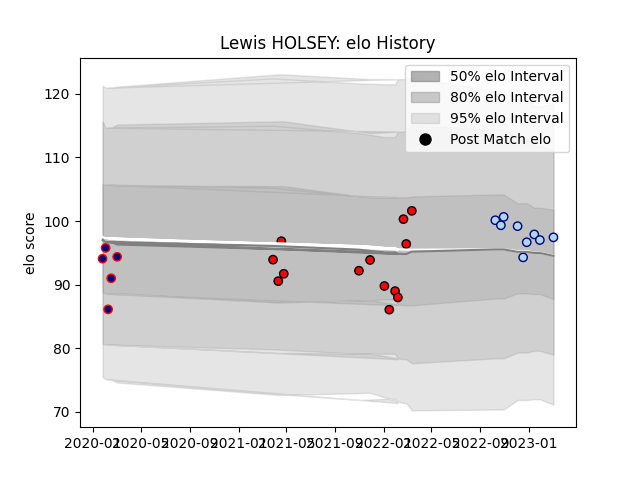 Lewis HOLSEY: elo History
50% elo Interval
80% elo Interval
95% elo Interval
Post Match elo
elo score
120
110
100
90
80
70
2020-01 2020-05 2020-09 2021-01 2021-05 2021-09 2022-01 2022-05 2022-09 2023-01